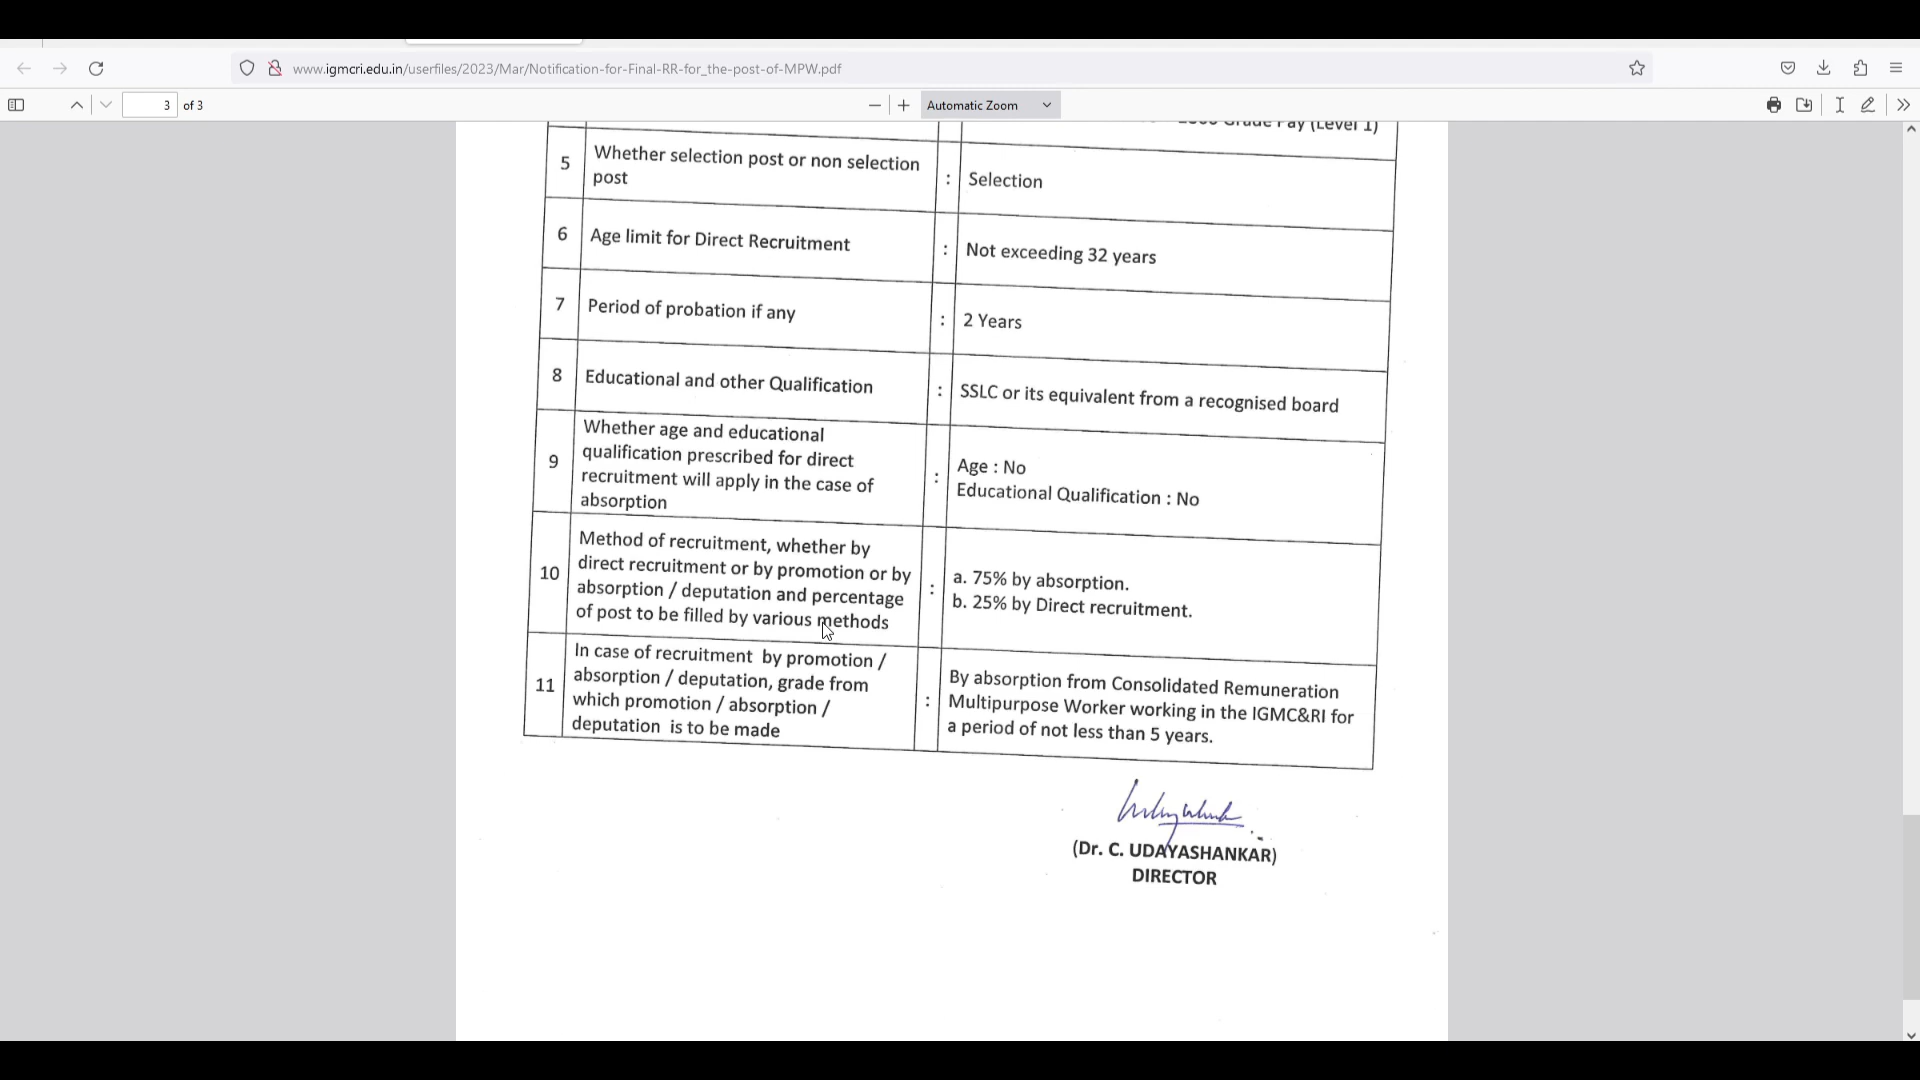 www.igmcri.edu.in/userfiles/2023/Mar/Notification-for-Final-RR-for_the-post-of-MPW.pdf
3 of 3
Automatic Zoom
Grade Pay (Level 1)
5 Whether selection post or non selection
post
: Selection
6 Age limit for Direct Recruitment : Not exceeding 32 years
7 Period of probation if any : 2 Years
8 Educational and other Qualification : SSLC or its equivalent from a recognised board
9 Whether age and educational
qualification prescribed for direct
recruitment will apply in the case of
absorption
: Age : No
Educational Qualification : No
10 Method of recruitment, whether by
direct recruitment or by promotion or by
absorption / deputation and percentage
of post to be filled by various methods
: a. 75% by absorption.
b. 25% by Direct recruitment.
11 In case of recruitment by promotion /
absorption / deputation, grade from
which promotion / absorption /
deputation is to be made
: By absorption from Consolidated Remuneration
Multipurpose Worker working in the IGMC&RI for
a period of not less than 5 years.
(Dr. C. UDAYASHANKAR)
DIRECTOR